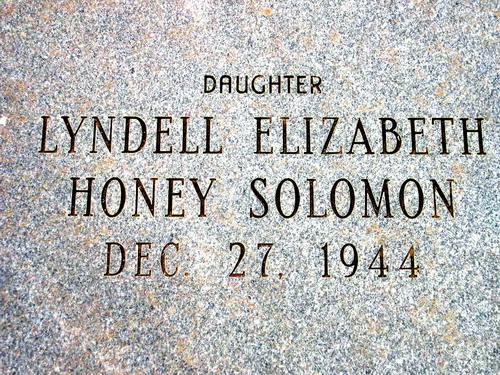 DAUGHTER
LYNDELL ELIZABETH
HONEY SOLOMON
DEC. 27, 1944